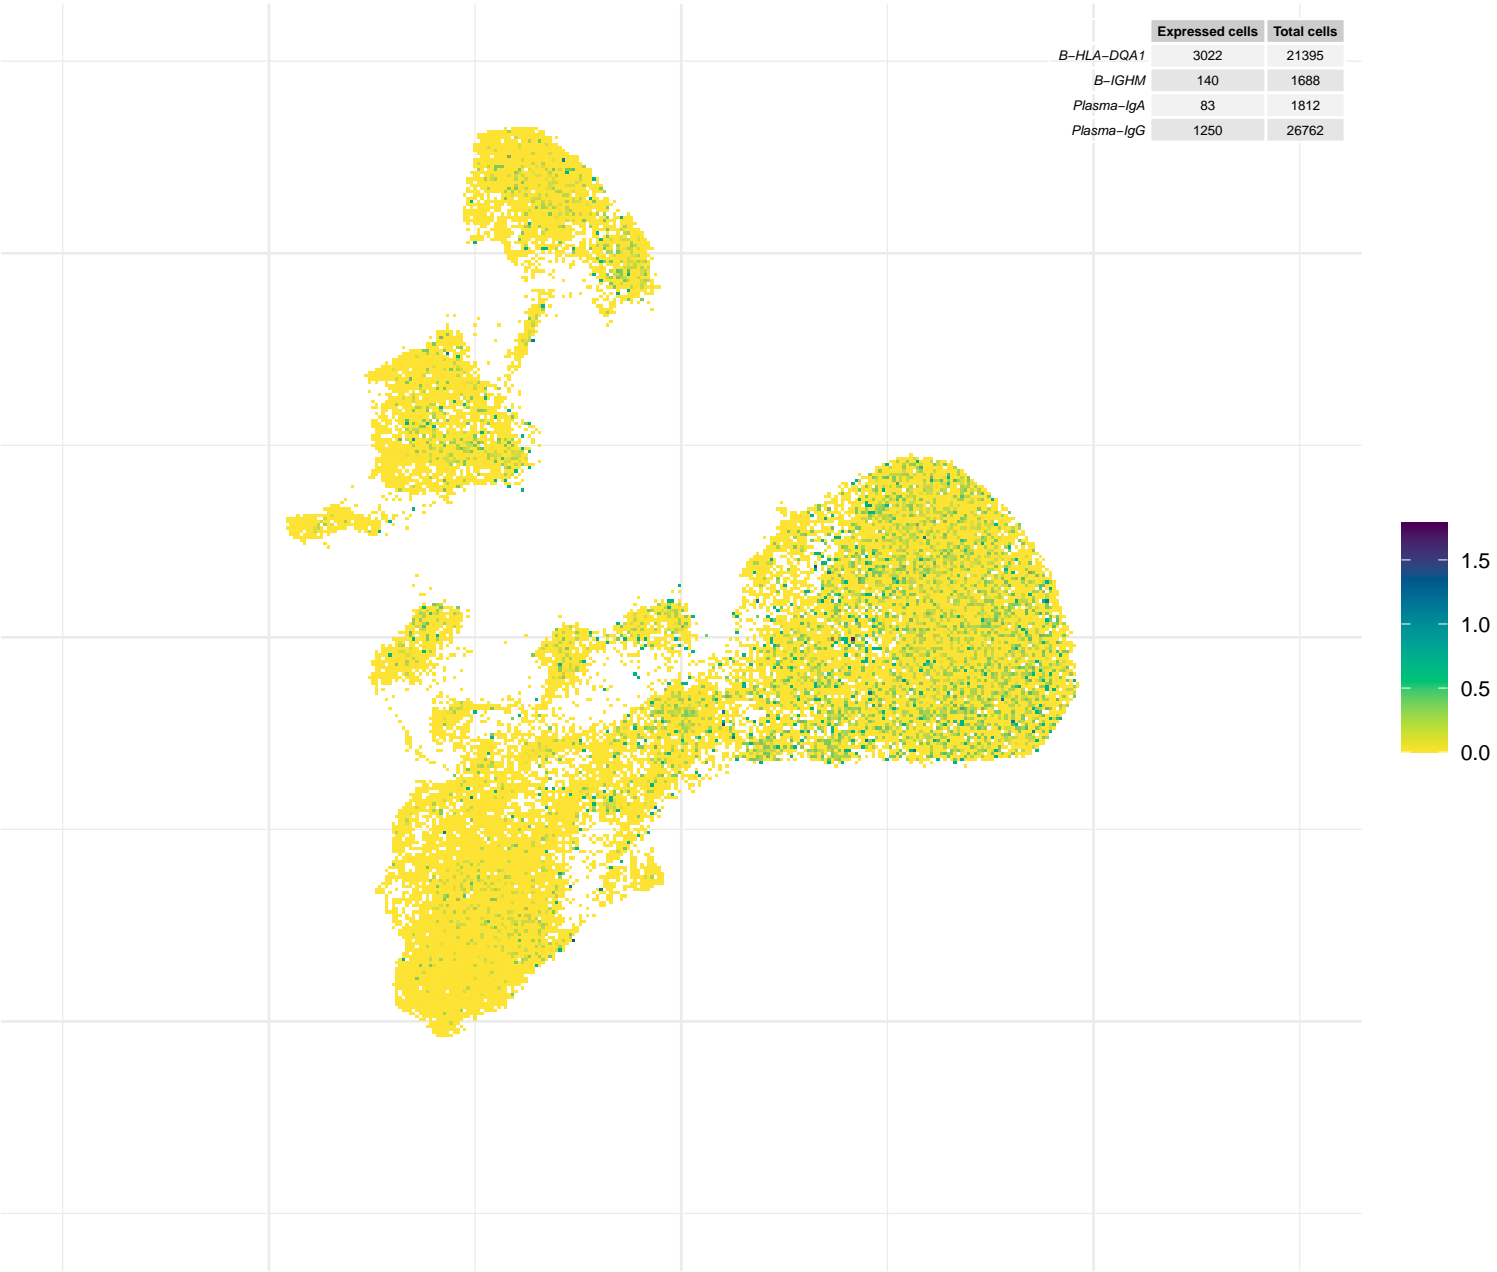 Expressed cells Total cells
B−HLA−DQA1 3022 21395
B−IGHM 140 1688
Plasma−IgA 83 1812
Plasma−IgG 1250 26762
1.5
1.0
0.5
0.0